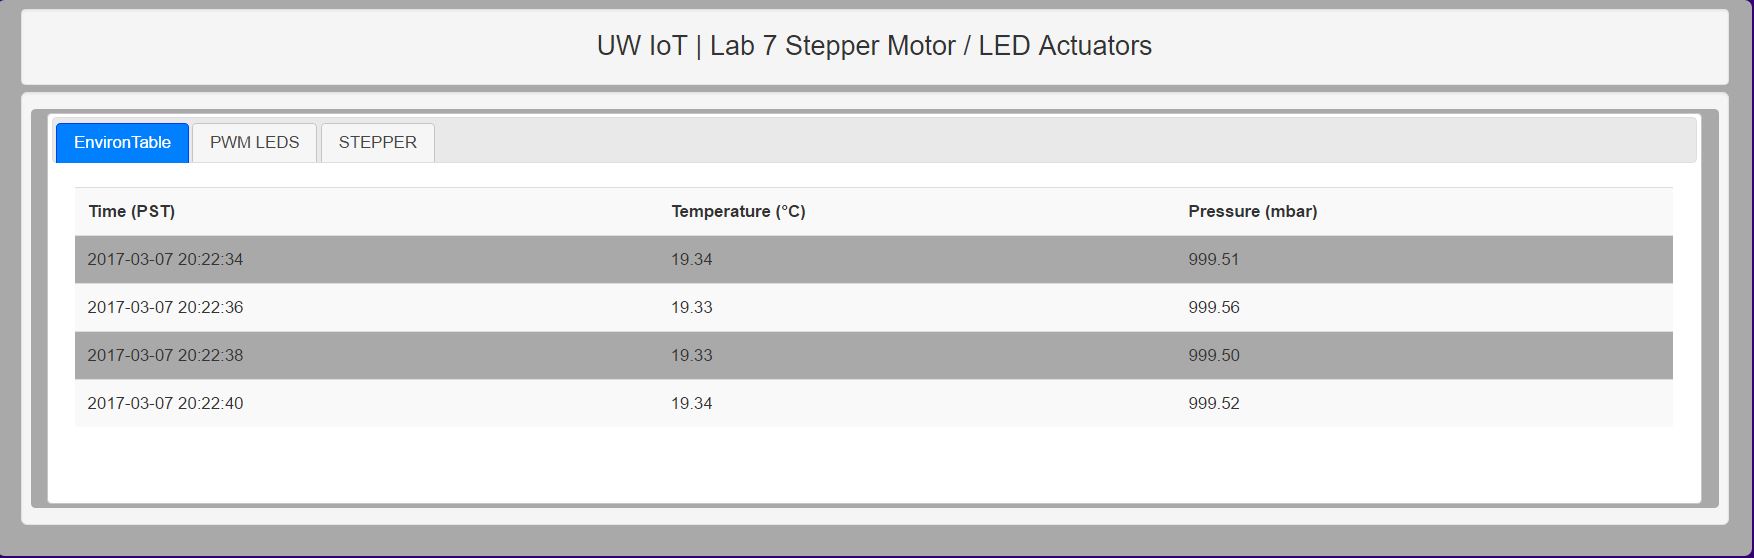 UW IoT | Lab 7 Stepper Motor / LED Actuators
EnvironTable PWM LEDS STEPPER
Time (PST) Temperature (°C) Pressure (mbar)
2017-03-07 20:22:34 19.34 999.51
2017-03-07 20:22:36 19.33 999.56
2017-03-07 20:22:38 19.33 999.50
2017-03-07 20:22:40 19.34 999.52